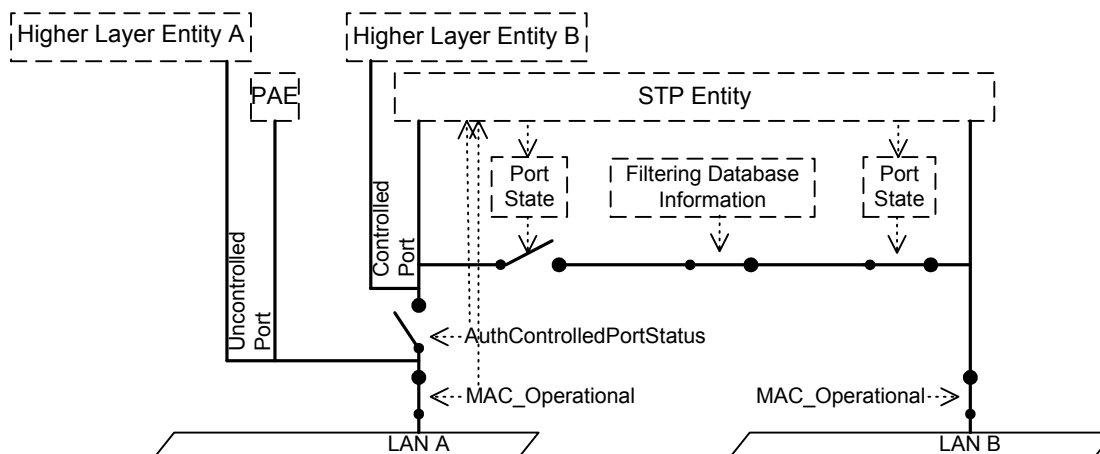 Higher Layer Entity A
Higher Layer Entity B
PAE
STP Entity
Port
State
Filtering Database
Information
Port
State
Uncontrolled
Port
Controlled
Port
AuthControlledPortStatus
MAC_Operational
MAC_Operational
LAN A
LAN B